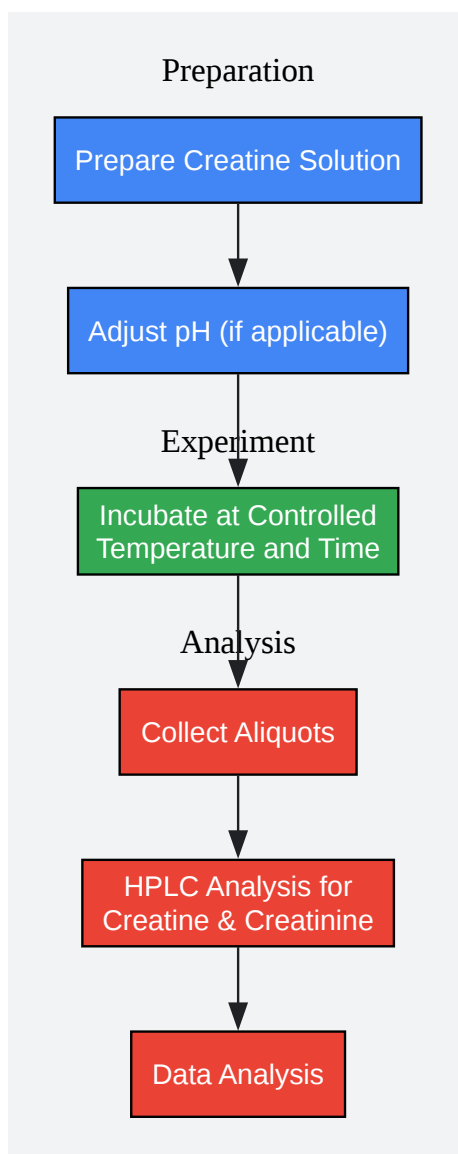 Preparation
Prepare Creatine Solution
Adjust pH (if applicable)
Experiment
Incubate at Controlled
Temperature and Time
Analysis
Collect Aliquots
HPLC Analysis for
Creatine & Creatinine
Data Analysis